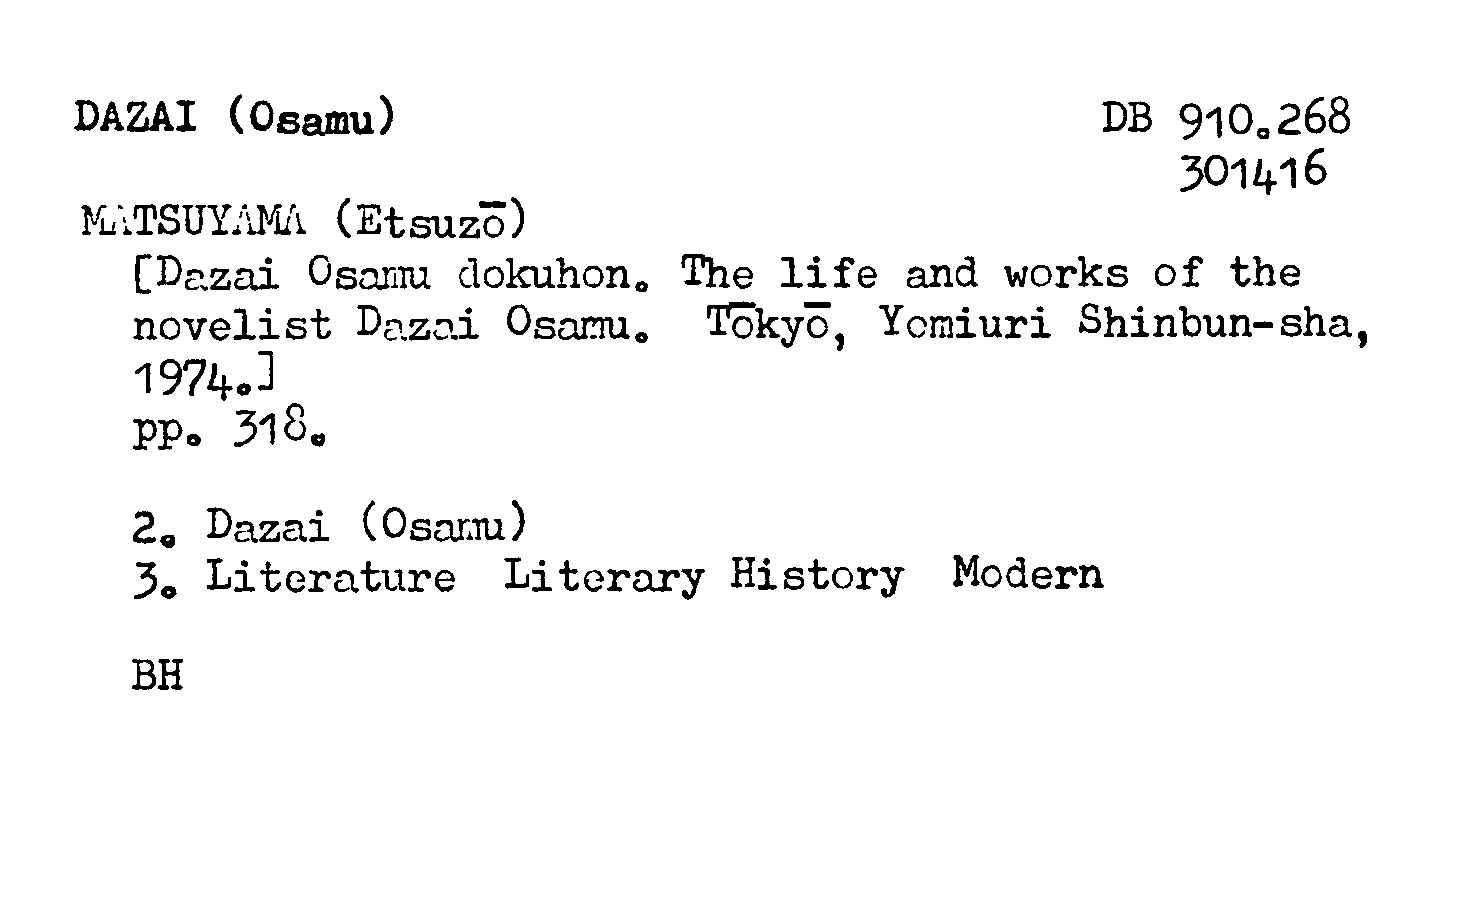 DAZAI (Osamu) DB 910.268
301416
MATSUYAMA (Etsuzō)
[Dazai Osamu dokuhon. The life and works of the
novelist Dazai Osamu. Tōkyō, Yomiuri Shinbun-sha,
1974.]
pp. 318.
2. Dazai (Osamu)
3. Literature Literary History Modern
BH